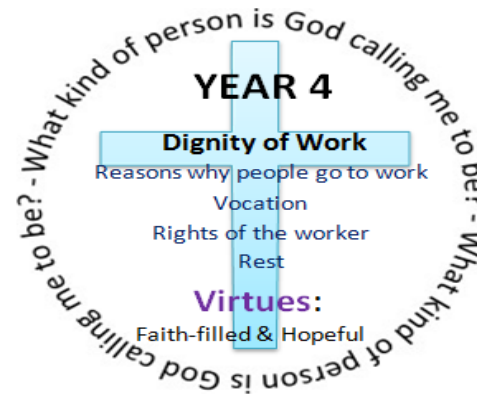 What kind of person is God calling me to be? - What kind of person is God calling me to be? -
YEAR 4
Dignity of Work
Reasons why people go to work
Vocation
Rights of the worker
Rest
Virtues:
Faith-filled & Hopeful